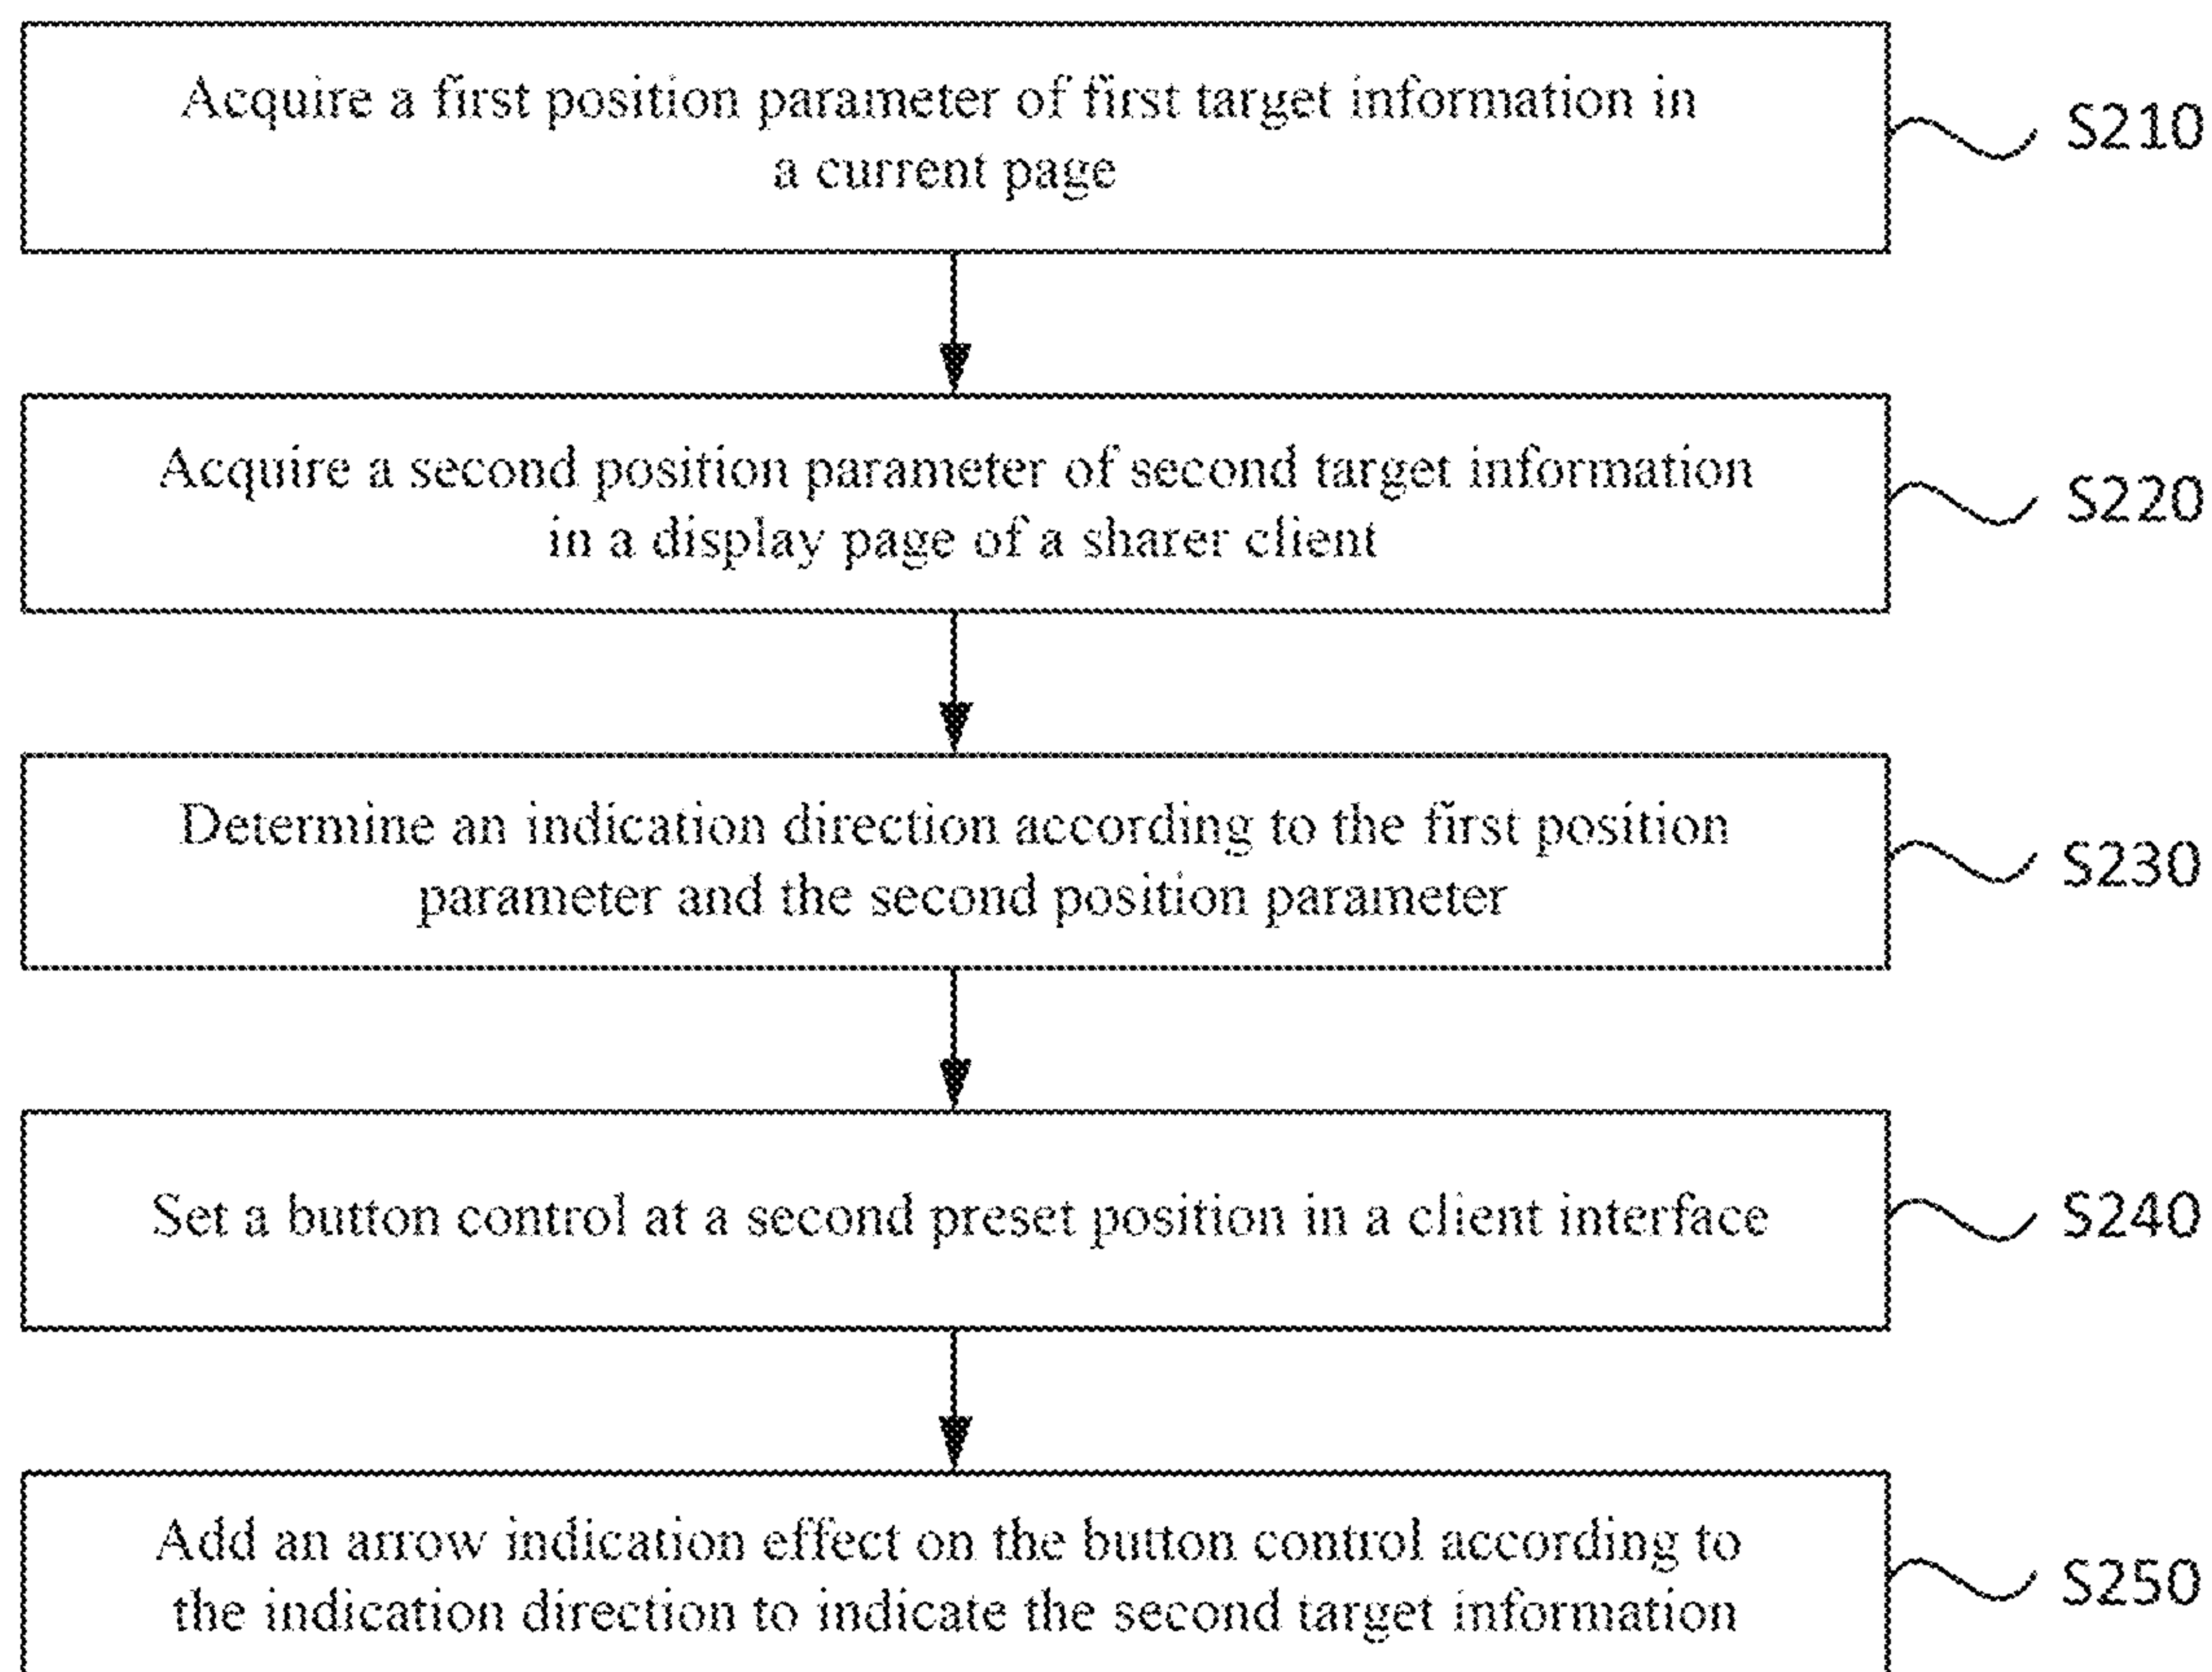 Acquire a first position parameter of first target information in
a current page
S210
Acquire a second position parameter of second target information
in a display page of a sharer client
S220
Determine an indication direction according to the first position
parameter and the second position parameter
S230
Set a button control at a second preset position in a client interface
S240
Add an arrow indication effect on the button control according to
the indication direction to indicate the second target information
S250